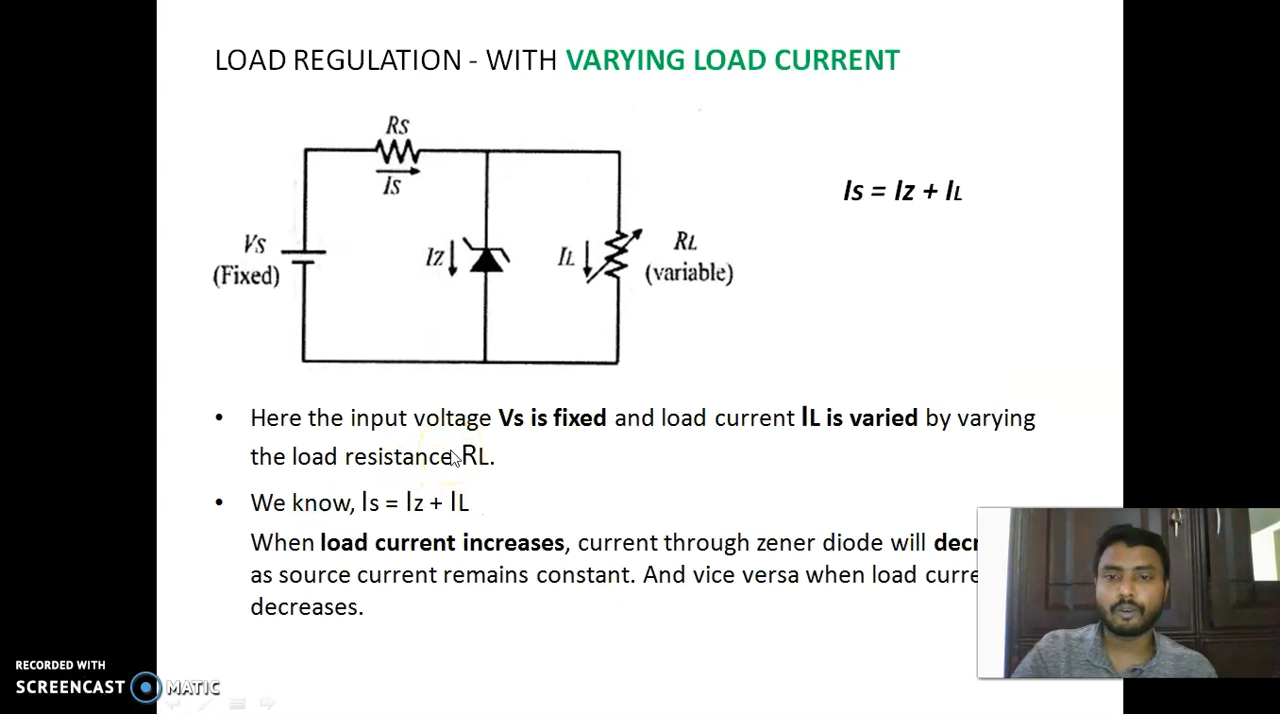 LOAD REGULATION - WITH VARYING LOAD CURRENT
RS
IS
Is = Iz + IL
VS
(Fixed)
IZ
IL
RL
(variable)
• Here the input voltage Vs is fixed and load current IL is varied by varying
the load resistance RL.
• We know, Is = Iz + IL
When load current increases, current through zener diode will decr
as source current remains constant. And vice versa when load curre
decreases.
RECORDED WITH
SCREENCAST MATIC